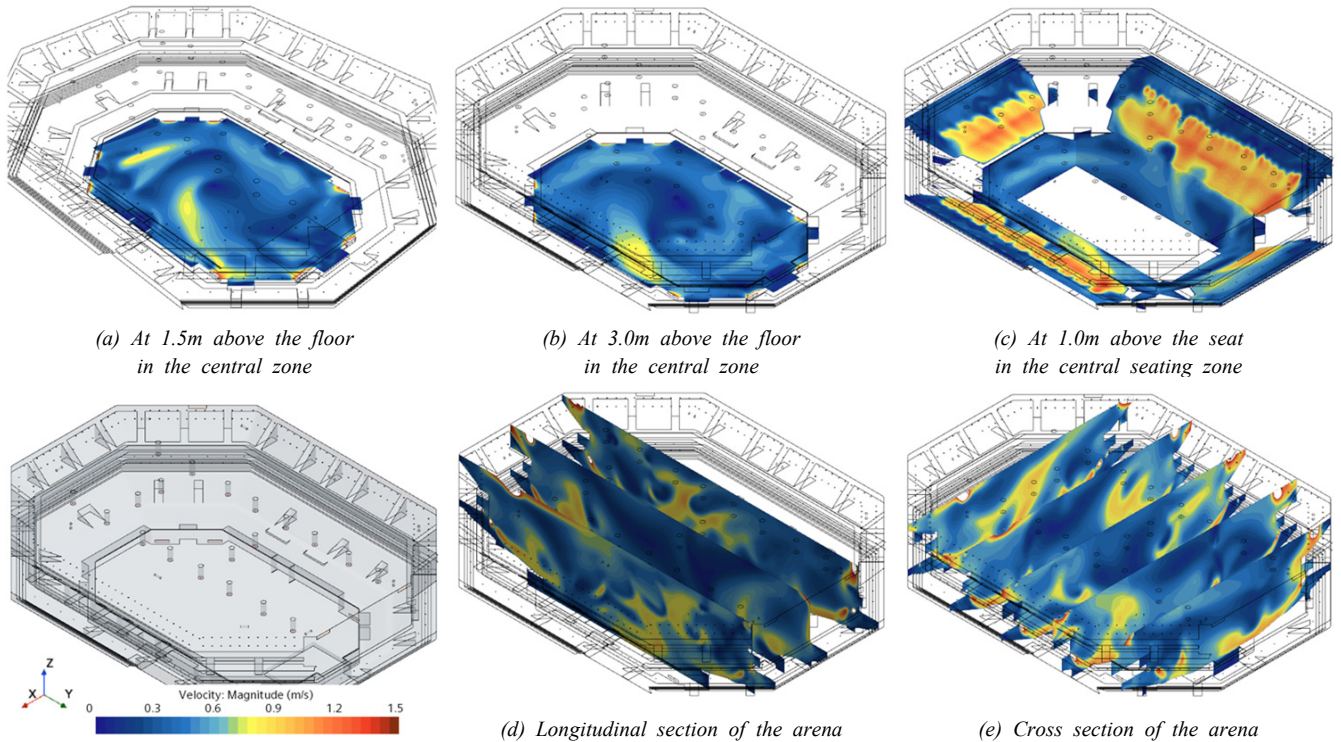 (a) At 1.5m above the floor
in the central zone
(b) At 3.0m above the floor
in the central zone
(c) At 1.0m above the seat
in the central seating zone
Z
X
Y
Velocity: Magnitude (m/s)
0 0.3 0.6 0.9 1.2 1.5
(d) Longitudinal section of the arena
(e) Cross section of the arena